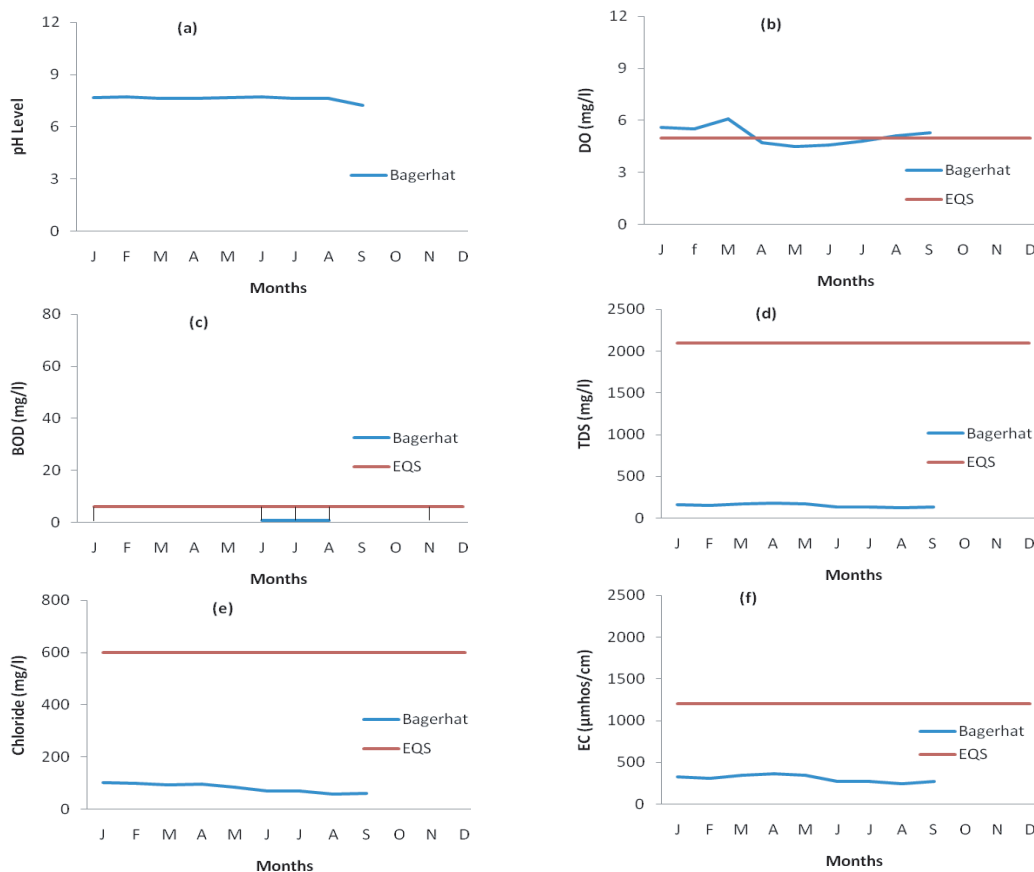 (a)
12
9
6
3
0
pH Level
Bagerhat
J F M A M J J A S O N D
Months
(b)
12
9
6
3
0
DO (mg/l)
Bagerhat
EQS
J f M A M J J A S O N D
Months
(c)
80
60
40
20
0
BOD (mg/l)
Bagerhat
EQS
J F M A M J J A S O N D
Months
(d)
2500
2000
1500
1000
500
0
TDS (mg/l)
Bagerhat
EQS
J F M A M J J A S O N D
Months
(e)
800
600
400
200
0
Chloride (mg/l)
Bagerhat
EQS
J F M A M J J A S O N D
Months
(f)
2500
2000
1500
1000
500
0
EC (µmhos/cm)
Bagerhat
EQS
J F M A M J J A S O N D
Months